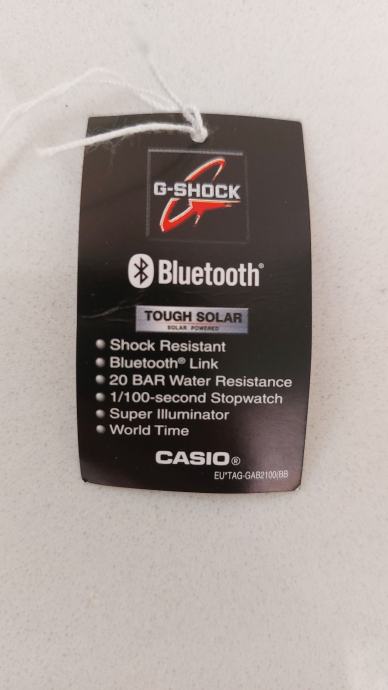 G-SHOCK
Bluetooth®
TOUGH SOLAR
SOLAR POWERED
Shock Resistant
Bluetooth® Link
20 BAR Water Resistance
1/100-second Stopwatch
Super Illuminator
World Time
CASIO®
EU*TAG-GAB2100(BB